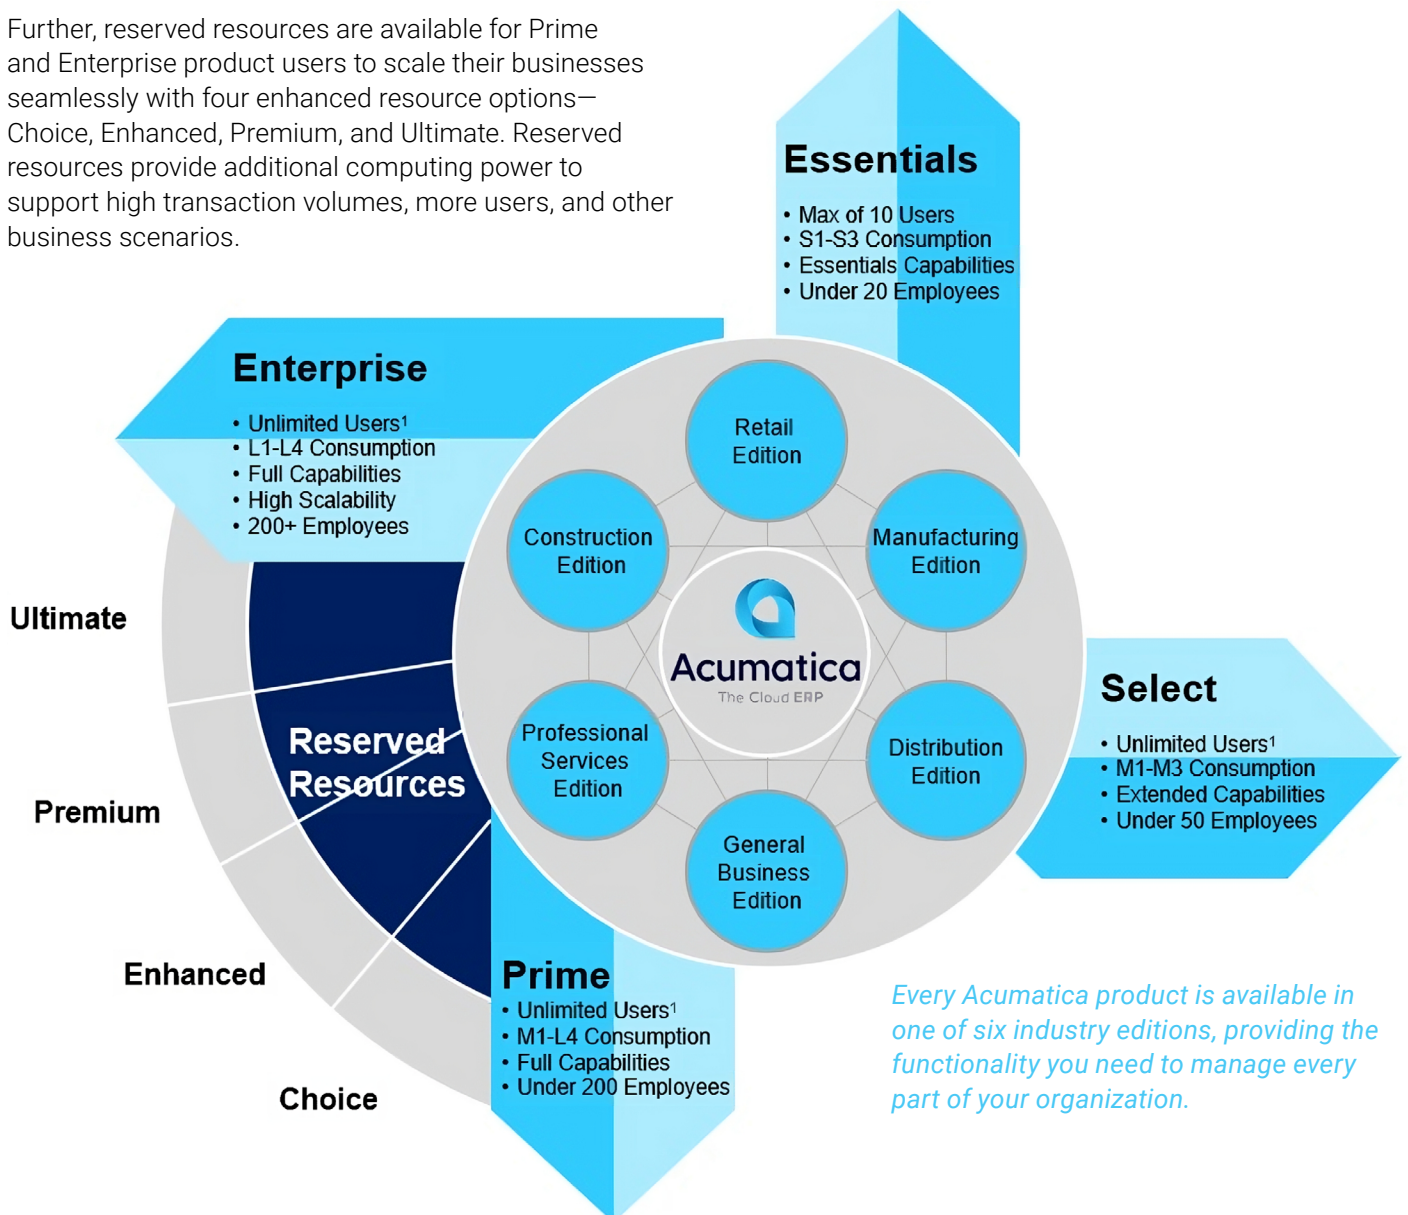 Further, reserved resources are available for Prime
and Enterprise product users to scale their businesses
seamlessly with four enhanced resource options—
Choice, Enhanced, Premium, and Ultimate. Reserved
resources provide additional computing power to
support high transaction volumes, more users, and other
business scenarios.
Essentials
• Max of 10 Users
• S1-S3 Consumption
• Essentials Capabilities
• Under 20 Employees
Enterprise
• Unlimited Users¹
• L1-L4 Consumption
• Full Capabilities
• High Scalability
• 200+ Employees
Retail
Edition
Construction
Edition
Manufacturing
Edition
Acumatica
The Cloud ERP
Professional
Services
Edition
Distribution
Edition
General
Business
Edition
Select
• Unlimited Users¹
• M1-M3 Consumption
• Extended Capabilities
• Under 50 Employees
Ultimate
Reserved
Resources
Premium
Enhanced
Choice
Prime
• Unlimited Users¹
• M1-L4 Consumption
• Full Capabilities
• Under 200 Employees
Every Acumatica product is available in
one of six industry editions, providing the
functionality you need to manage every
part of your organization.